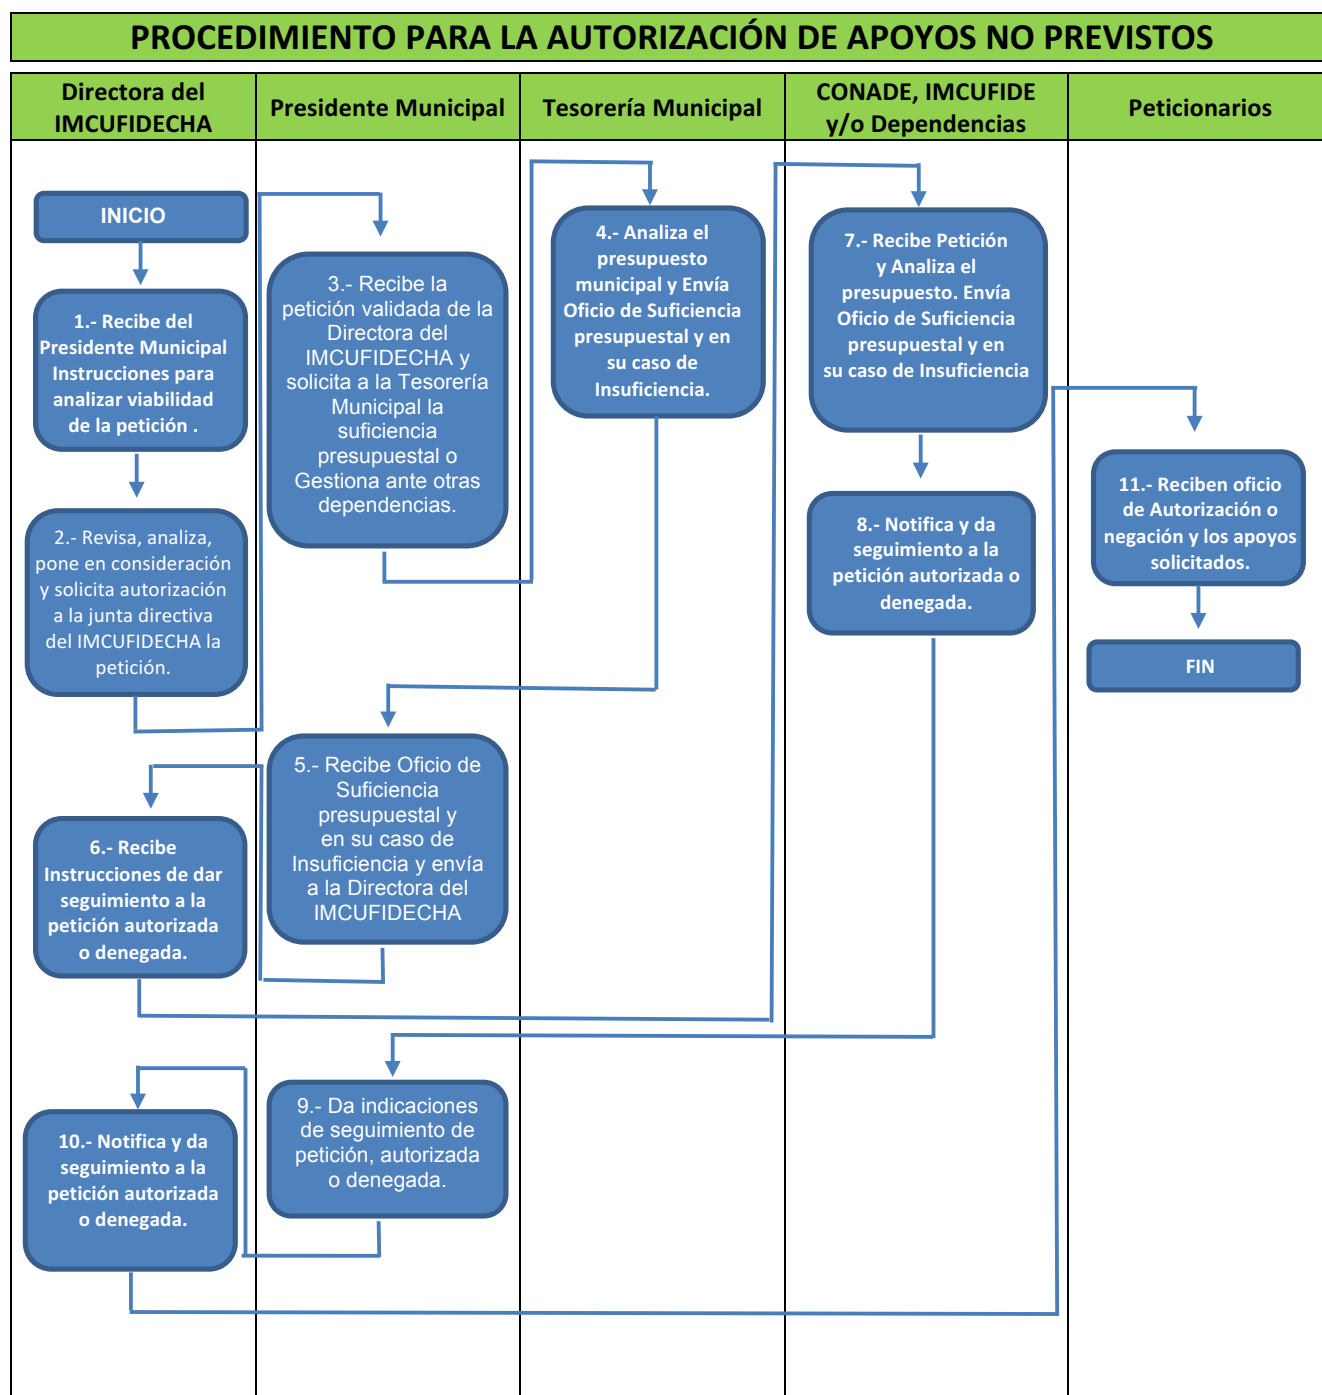 PROCEDIMIENTO PARA LA AUTORIZACIÓN DE APOYOS NO PREVISTOS
Directora del
IMCUFIDECHA
Presidente Municipal
Tesorería Municipal
CONADE, IMCUFIDE
y/o Dependencias
Peticionarios
INICIO
1.- Recibe del
Presidente Municipal
Instrucciones para
analizar viabilidad
de la petición .
2.- Revisa, analiza,
pone en consideración
y solicita autorización
a la junta directiva
del IMCUFIDECHA la
petición.
3.- Recibe la
petición validada de la
Directora del
IMCUFIDECHA y
solicita a la Tesorería
Municipal la
suficiencia
presupuestal o
Gestiona ante otras
dependencias.
4.- Analiza el
presupuesto
municipal y Envía
Oficio de Suficiencia
presupuestal y en
su caso de
Insuficiencia.
5.- Recibe Oficio de
Suficiencia
presupuestal y
en su caso de
Insuficiencia y envía
a la Directora del
IMCUFIDECHA
6.- Recibe
Instrucciones de dar
seguimiento a la
petición autorizada
o denegada.
7.- Recibe Petición
y Analiza el
presupuesto. Envía
Oficio de Suficiencia
presupuestal y en
su caso de Insuficiencia
8.- Notifica y da
seguimiento a la
petición autorizada o
denegada.
9.- Da indicaciones
de seguimiento de
petición, autorizada
o denegada.
10.- Notifica y da
seguimiento a la
petición autorizada
o denegada.
11.- Reciben oficio
de Autorización o
negación y los apoyos
solicitados.
FIN